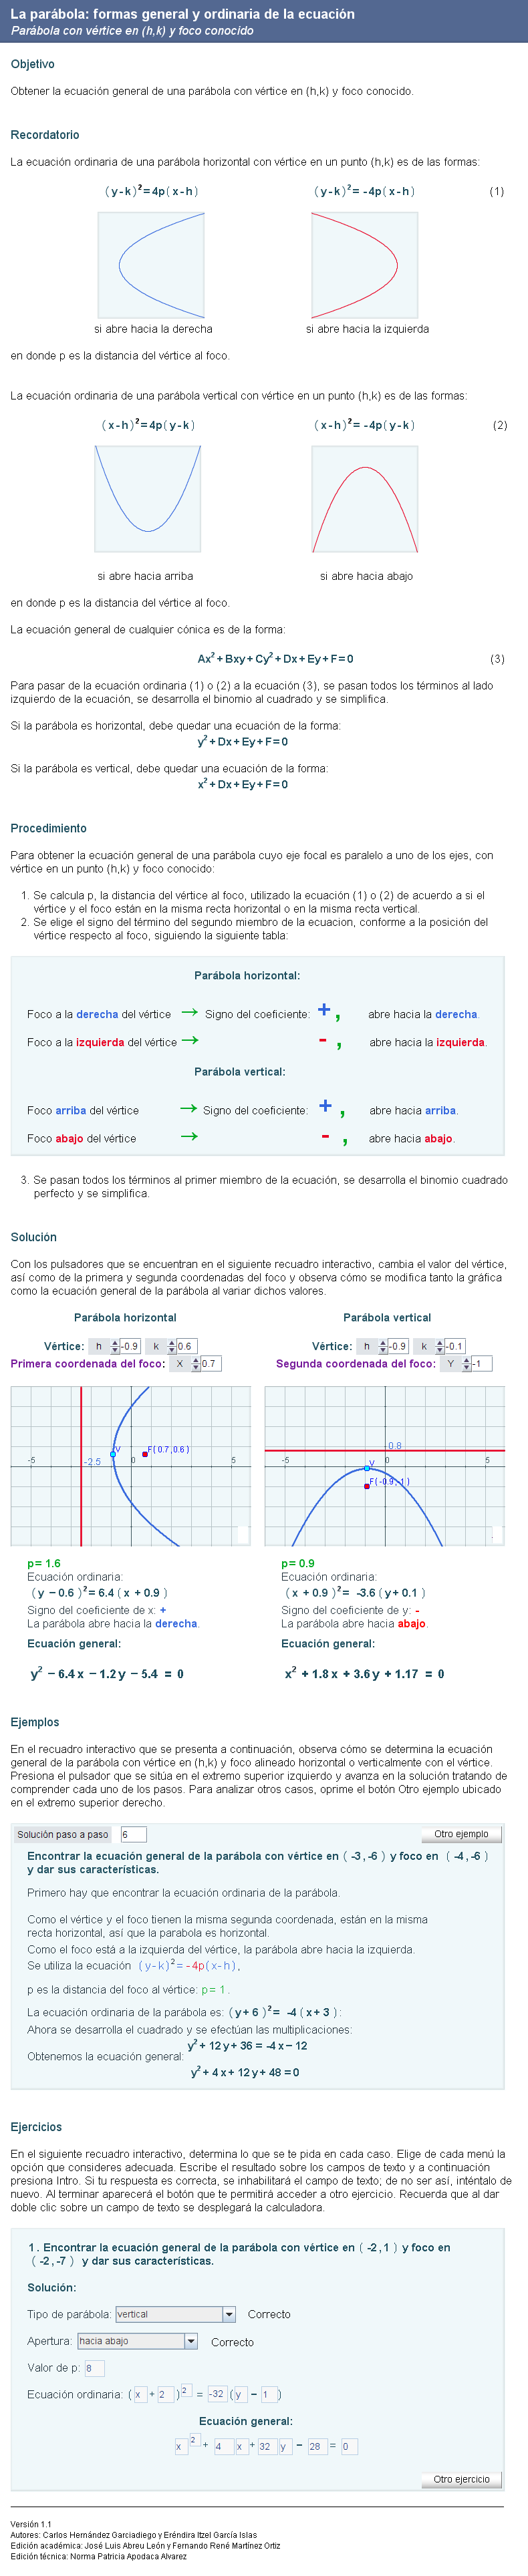 La parábola: formas general y ordinaria de la ecuación
Parábola con vértice en (h,k) y foco conocido
Objetivo
Obtener la ecuación general de una parábola con vértice en (h,k) y foco conocido.
Recordatorio
La ecuación ordinaria de una parábola horizontal con vértice en un punto (h,k) es de las formas:
(y-k)²=4p(x-h) (y-k)²= -4p(x-h) (1)
si abre hacia la derecha si abre hacia la izquierda
en donde p es la distancia del vértice al foco.
La ecuación ordinaria de una parábola vertical con vértice en un punto (h,k) es de las formas:
(x-h)²=4p(y-k) (x-h)²= -4p(y-k) (2)
si abre hacia arriba si abre hacia abajo
en donde p es la distancia del vértice al foco.
La ecuación general de cualquier cónica es de la forma:
Ax²+Bxy+Cy²+Dx+Ey+F=0 (3)
Para pasar de la ecuación ordinaria (1) o (2) a la ecuación (3), se pasan todos los términos al lado
izquierdo de la ecuación, se desarrolla el binomio al cuadrado y se simplifica.
Si la parábola es horizontal, debe quedar una ecuación de la forma:
y²+Dx+Ey+F=0
Si la parábola es vertical, debe quedar una ecuación de la forma:
x²+Dx+Ey+F=0
Procedimiento
Para obtener la ecuación general de una parábola cuyo eje focal es paralelo a uno de los ejes, con
vértice en un punto (h,k) y foco conocido:
1. Se calcula p, la distancia del vértice al foco, utilizado la ecuación (1) o (2) de acuerdo a si el
vértice y el foco están en la misma recta horizontal o en la misma recta vertical.
2. Se elige el signo del término del segundo miembro de la ecuacion, conforme a la posición del
vértice respecto al foco, siguiendo la siguiente tabla:
Parábola horizontal:
Foco a la derecha del vértice → Signo del coeficiente: + , abre hacia la derecha.
Foco a la izquierda del vértice → - , abre hacia la izquierda.
Parábola vertical:
Foco arriba del vértice → Signo del coeficiente: + , abre hacia arriba.
Foco abajo del vértice → - , abre hacia abajo.
3. Se pasan todos los términos al primer miembro de la ecuación, se desarrolla el binomio cuadrado
perfecto y se simplifica.
Solución
Con los pulsadores que se encuentran en el siguiente recuadro interactivo, cambia el valor del vértice,
así como de la primera y segunda coordenadas del foco y observa cómo se modifica tanto la gráfica
como la ecuación general de la parábola al variar dichos valores.
Parábola horizontal Parábola vertical
Vértice: h -0.9 k 0.6 Vértice: h -0.9 k -0.1
Primera coordenada del foco: X 0.7 Segunda coordenada del foco: Y -1
V F(0.7,0.6) -5 -2.5 0 5
0.8 -5 0 5 V F(-0.9,-1)
p= 1.6 p= 0.9
Ecuación ordinaria: Ecuación ordinaria:
(y − 0.6)²= 6.4(x + 0.9) (x + 0.9)²= -3.6(y+0.1)
Signo del coeficiente de x: + Signo del coeficiente de y: -
La parábola abre hacia la derecha. La parábola abre hacia abajo.
Ecuación general: Ecuación general:
y² − 6.4x − 1.2y − 5.4 = 0 x² + 1.8x + 3.6y + 1.17 = 0
Ejemplos
En el recuadro interactivo que se presenta a continuación, observa cómo se determina la ecuación
general de la parábola con vértice en (h,k) y foco alineado horizontal o verticalmente con el vértice.
Presiona el pulsador que se sitúa en el extremo superior izquierdo y avanza en la solución tratando de
comprender cada uno de los pasos. Para analizar otros casos, oprime el botón Otro ejemplo ubicado
en el extremo superior derecho.
Solución paso a paso 6 Otro ejemplo
Encontrar la ecuación general de la parábola con vértice en (-3,-6) y foco en (-4,-6)
y dar sus características.
Primero hay que encontrar la ecuación ordinaria de la parábola.
Como el vértice y el foco tienen la misma segunda coordenada, están en la misma
recta horizontal, así que la parabola es horizontal.
Como el foco está a la izquierda del vértice, la parábola abre hacia la izquierda.
Se utiliza la ecuación (y-k)²=-4p(x-h),
p es la distancia del foco al vértice: p= 1.
La ecuación ordinaria de la parábola es: (y+6)²= -4(x+3):
Ahora se desarrolla el cuadrado y se efectúan las multiplicaciones:
y²+12y+36 = -4x−12
Obtenemos la ecuación general:
y²+4x+12y+48=0
Ejercicios
En el siguiente recuadro interactivo, determina lo que se te pida en cada caso. Elige de cada menú la
opción que consideres adecuada. Escribe el resultado sobre los campos de texto y a continuación
presiona Intro. Si tu respuesta es correcta, se inhabilitará el campo de texto; de no ser así, inténtalo de
nuevo. Al terminar aparecerá el botón que te permitirá acceder a otro ejercicio. Recuerda que al dar
doble clic sobre un campo de texto se desplegará la calculadora.
1. Encontrar la ecuación general de la parábola con vértice en (-2,1) y foco en
(-2,-7) y dar sus características.
Solución:
Tipo de parábola: vertical Correcto
Apertura: hacia abajo Correcto
Valor de p: 8
Ecuación ordinaria: (x + 2)² = -32(y − 1)
Ecuación general:
x² + 4 x + 32 y − 28 = 0
Otro ejercicio
Versión 1.1
Autores: Carlos Hernández Garciadiego y Eréndira Itzel García Islas
Edición académica: José Luis Abreu León y Fernando René Martínez Ortiz
Edición técnica: Norma Patricia Apodaca Alvarez